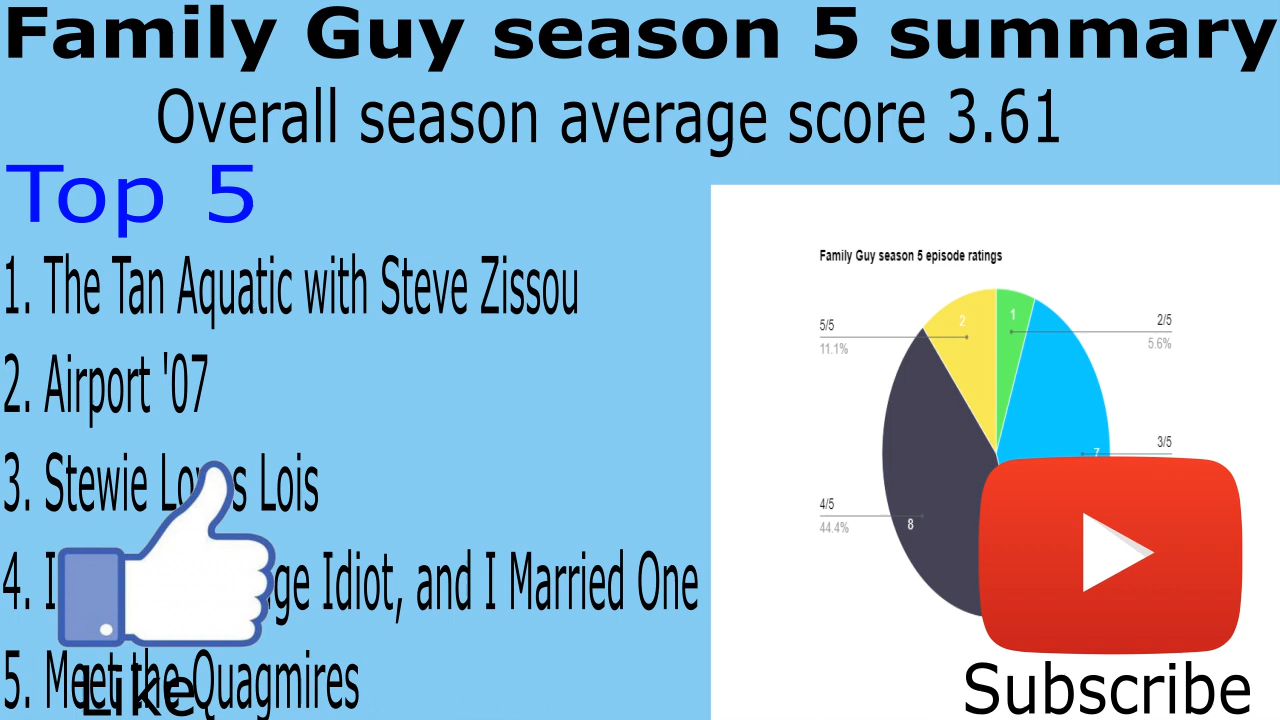 Family Guy season 5 summary
Overall season average score 3.61
Top 5
1. The Tan Aquatic with Steve Zissou
2. Airport '07
3. Stewie Loves Lois
4. I Idiot, and I Married One
5. Meet the Quagmires
Like
Family Guy season 5 episode ratings
5/5
11.1%
2
1
2/5
5.6%
3/5
7
4/5
44.4%
8
Subscribe